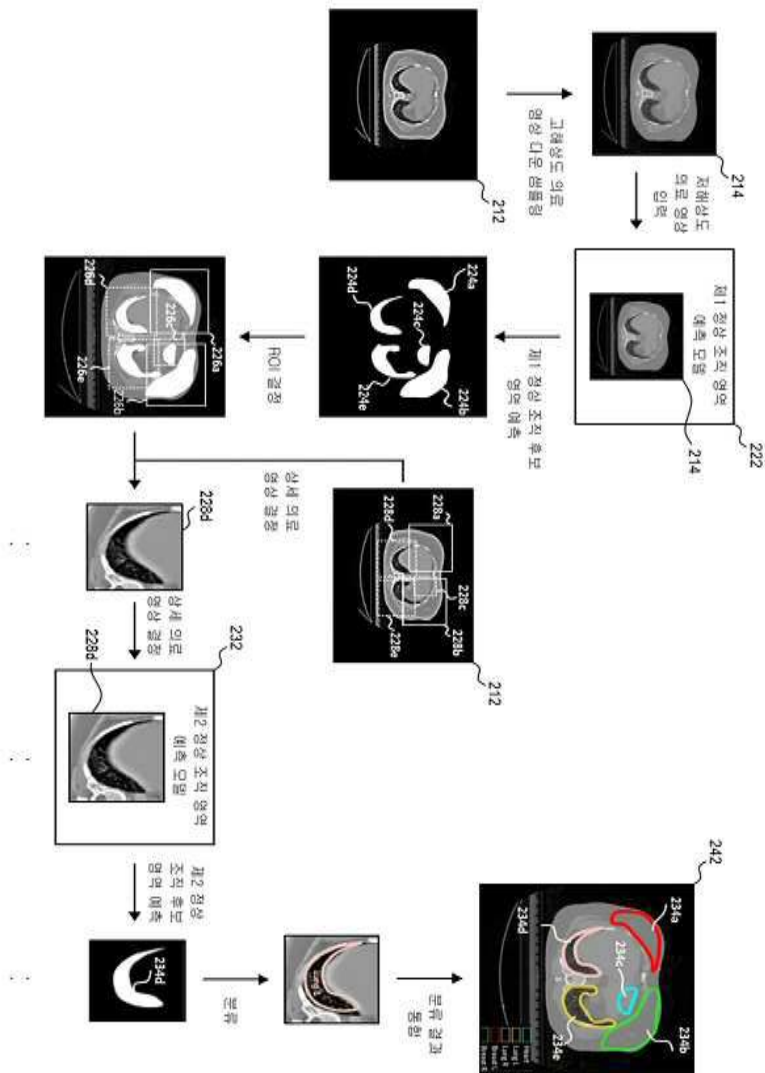 212
고해상도 의료
영상 다운 샘플링
214
저해상도
의료 영상
입력
제1 정상 조직 영역
예측 모델
222
214
제1 정상 조직 후보
영역 예측
224a
224b
224c
224d
224e
ROI 결정
226a
226b
226c
226d
226e
상세 의료
영상 결정
228a
228b
228c
228d
228e
212
228d
상세 의료
영상 결정
232
제2 정상 조직 영역
예측 모델
228d
제2 정상
조직 후보
영역 예측
234d
분류
Lung R
분류 결과
통합
242
234a
234b
234c
234d
234e
Heart
Lung L
Lung R
Breast L
Breast R